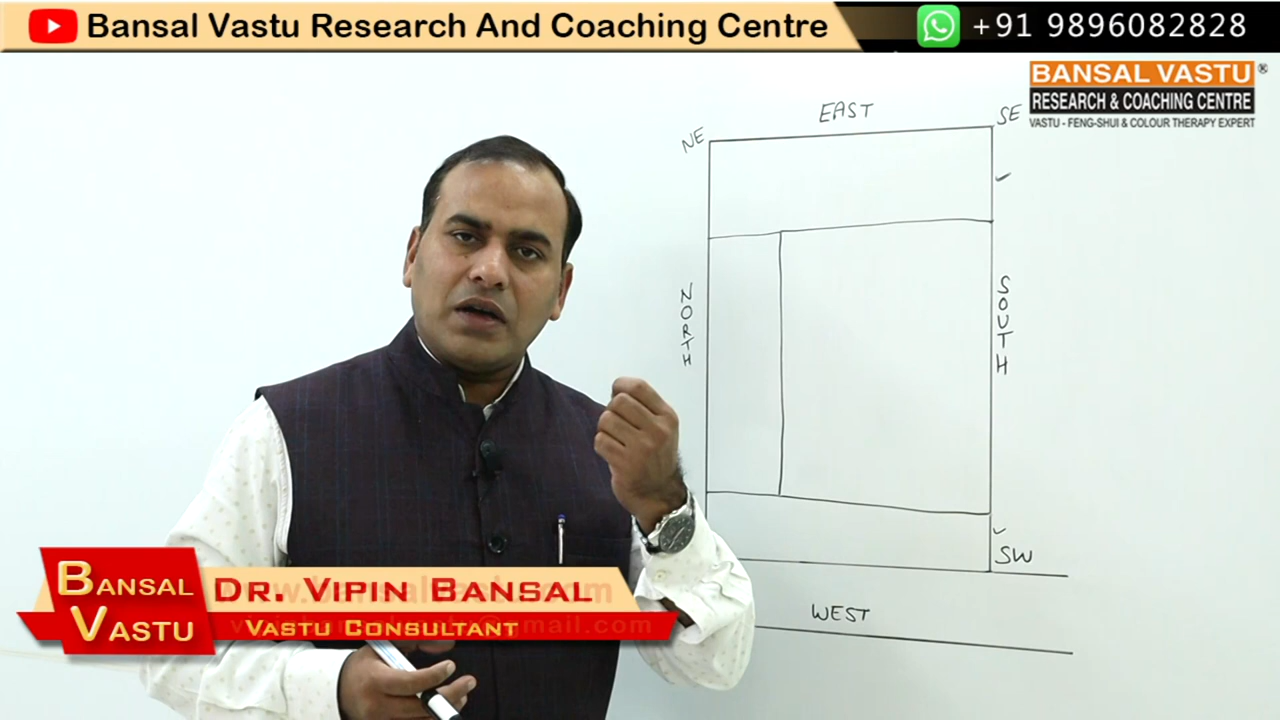 Bansal Vastu Research And Coaching Centre
+91 9896082828
BANSAL VASTU®
RESEARCH & COACHING CENTRE
VASTU - FENG-SHUI & COLOUR THERAPY EXPERT
EAST
NE
SE
NORTH
SOUTH
SW
WEST
BANSAL
VASTU
DR. VIPIN BANSAL
VASTU CONSULTANT